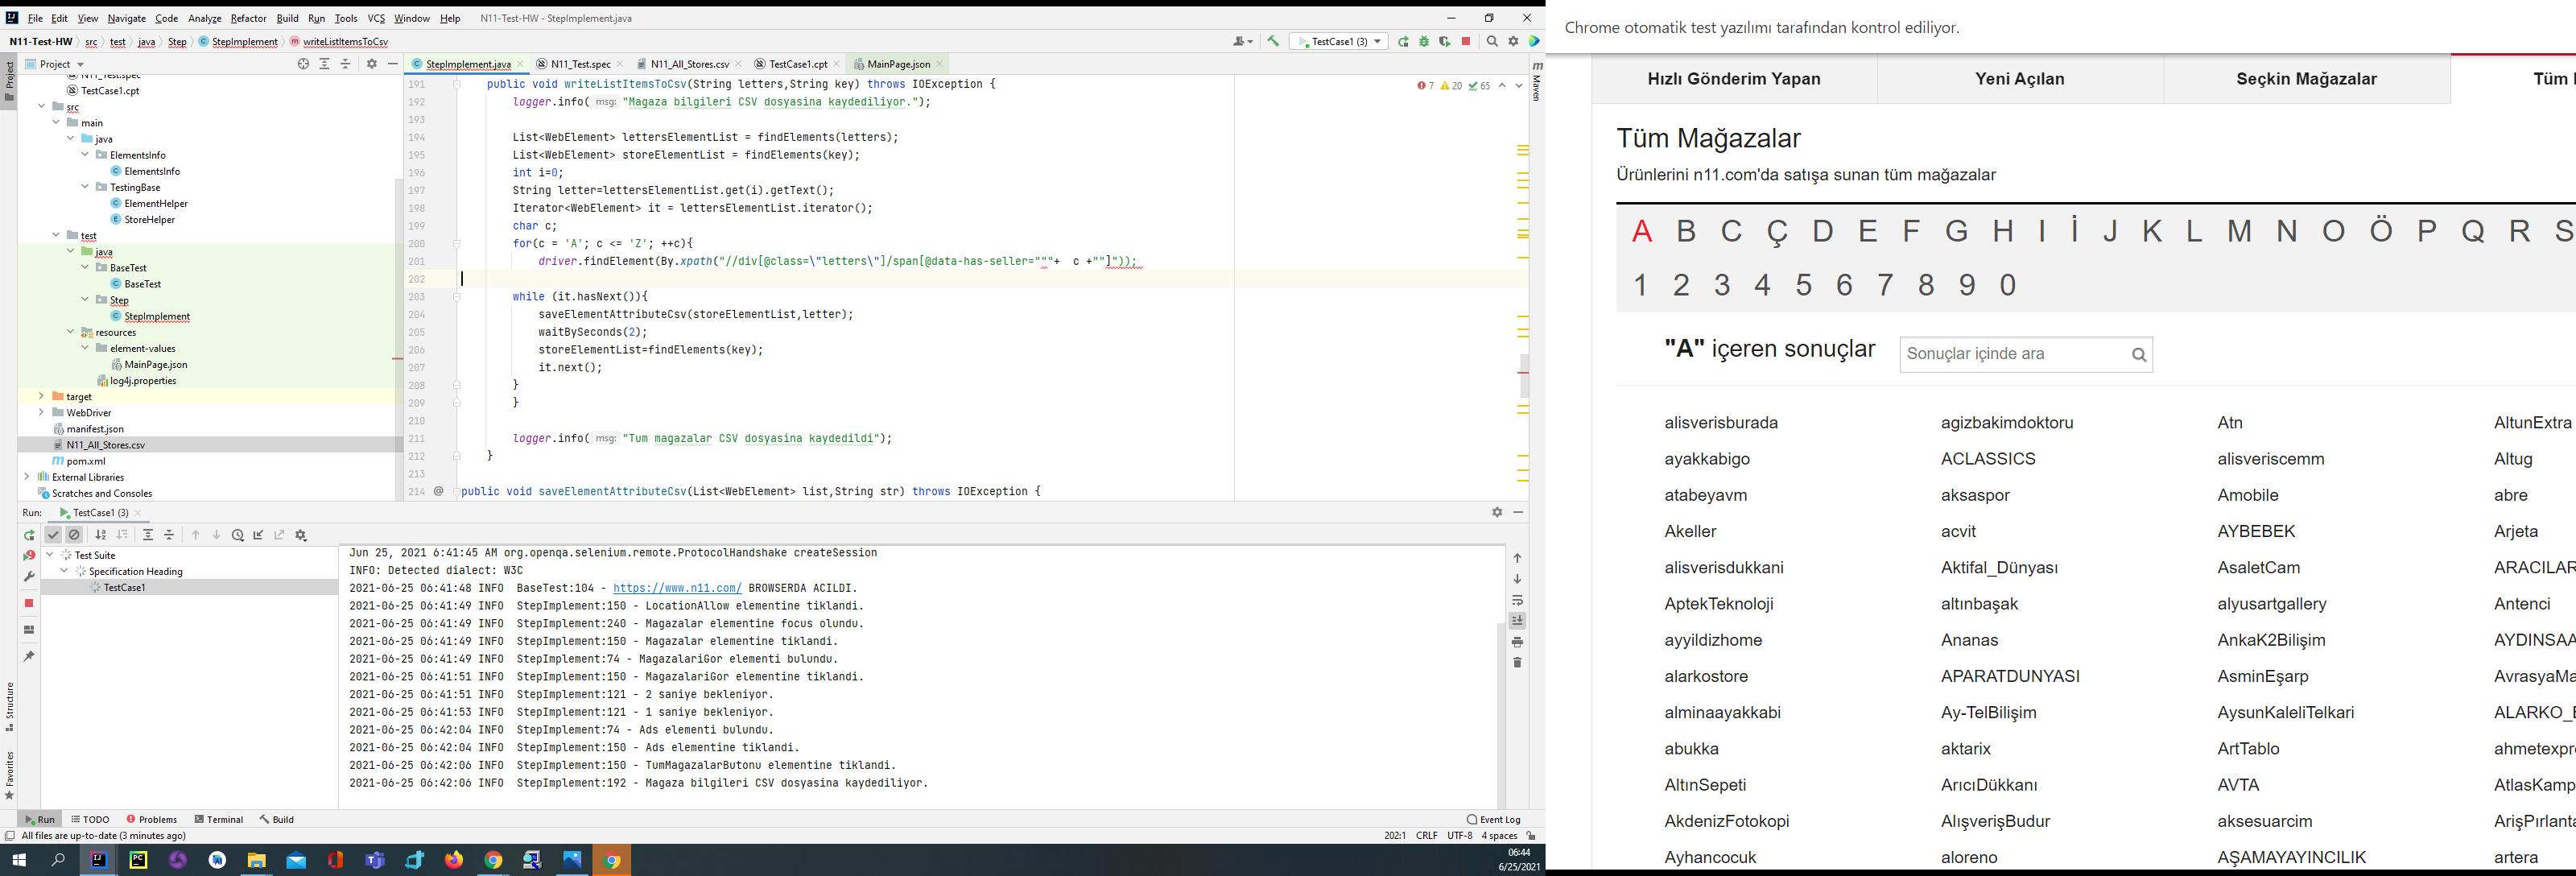 File Edit View Navigate Code Analyze Refactor Build Run Tools VCS Window Help N11-Test-HW - StepImplement.java
N11-Test-HW src test java Step StepImplement writeListItemsToCsv TestCase1 (3)
Project
StepImplement.java N11_Test.spec N11_All_Stores.csv TestCase1.cpt MainPage.json
Project
Maven
N11_Test.spec
TestCase1.cpt
src
main
java
ElementsInfo
ElementsInfo
TestingBase
ElementHelper
StoreHelper
test
java
BaseTest
BaseTest
Step
StepImplement
resources
element-values
MainPage.json
log4j.properties
target
WebDriver
manifest.json
N11_All_Stores.csv
pom.xml
External Libraries
Scratches and Consoles
7 20 65
191 public void writeListItemsToCsv(String letters,String key) throws IOException {
192 logger.info( msg: "Magaza bilgileri CSV dosyasina kaydediliyor.");
193
194 List<WebElement> lettersElementList = findElements(letters);
195 List<WebElement> storeElementList = findElements(key);
196 int i=0;
197 String letter=lettersElementList.get(i).getText();
198 Iterator<WebElement> it = lettersElementList.iterator();
199 char c;
200 for(c = 'A'; c <= 'Z'; ++c){
201 driver.findElement(By.xpath("//div[@class=\"letters\"]/span[@data-has-seller="""+ c +""]"));
202
203 while (it.hasNext()){
204 saveElementAttributeCsv(storeElementList,letter);
205 waitBySeconds(2);
206 storeElementList=findElements(key);
207 it.next();
208 }
209 }
210
211 logger.info( msg: "Tum magazalar CSV dosyasina kaydedildi");
212 }
213
214 @ public void saveElementAttributeCsv(List<WebElement> list,String str) throws IOException {
Run: TestCase1 (3)
Test Suite
Specification Heading
TestCase1
Jun 25, 2021 6:41:45 AM org.openqa.selenium.remote.ProtocolHandshake createSession
INFO: Detected dialect: W3C
2021-06-25 06:41:48 INFO BaseTest:104 - https://www.n11.com/ BROWSERDA ACILDI.
2021-06-25 06:41:49 INFO StepImplement:150 - LocationAllow elementine tiklandi.
2021-06-25 06:41:49 INFO StepImplement:240 - Magazalar elementine focus olundu.
2021-06-25 06:41:49 INFO StepImplement:150 - Magazalar elementine tiklandi.
2021-06-25 06:41:49 INFO StepImplement:74 - MagazalariGor elementi bulundu.
2021-06-25 06:41:51 INFO StepImplement:150 - MagazalariGor elementine tiklandi.
2021-06-25 06:41:51 INFO StepImplement:121 - 2 saniye bekleniyor.
2021-06-25 06:41:53 INFO StepImplement:121 - 1 saniye bekleniyor.
2021-06-25 06:42:04 INFO StepImplement:74 - Ads elementi bulundu.
2021-06-25 06:42:04 INFO StepImplement:150 - Ads elementine tiklandi.
2021-06-25 06:42:06 INFO StepImplement:150 - TumMagazalarButonu elementine tiklandi.
2021-06-25 06:42:06 INFO StepImplement:192 - Magaza bilgileri CSV dosyasina kaydediliyor.
Structure
Favorites
Run TODO Problems Terminal Build Event Log
All files are up-to-date (3 minutes ago) 202:1 CRLF UTF-8 4 spaces
06:44
6/25/2021
Chrome otomatik test yazılımı tarafından kontrol ediliyor.
Hızlı Gönderim Yapan Yeni Açılan Seçkin Mağazalar Tüm
Tüm Mağazalar
Ürünlerini n11.com'da satışa sunan tüm mağazalar
A B C Ç D E F G H I İ J K L M N O Ö P Q R S
1 2 3 4 5 6 7 8 9 0
"A" içeren sonuçlar Sonuçlar içinde ara
alisverisburada agizbakimdoktoru Atn AltunExtra
ayakkabigo ACLASSICS alisveriscemm Altug
atabeyavm aksaspor Amobile abre
Akeller acvit AYBEBEK Arjeta
alisverisdukkani Aktifal_Dünyası AsaletCam ARACILAR
AptekTeknoloji altınbaşak alyusartgallery Antenci
ayyildizhome Ananas AnkaK2Bilişim AYDINSAA
alarkostore APARATDUNYASI AsminEşarp AvrasyaMa
alminaayakkabi Ay-TelBilişim AysunKaleliTelkari ALARKO_
abukka aktarix ArtTablo ahmetexpr
AltınSepeti ArıcıDükkanı AVTA AtlasKamp
AkdenizFotokopi AlışverişBudur aksesuarcim ArişPırlanta
Ayhancocuk aloreno AŞAMAYAYINCILIK artera